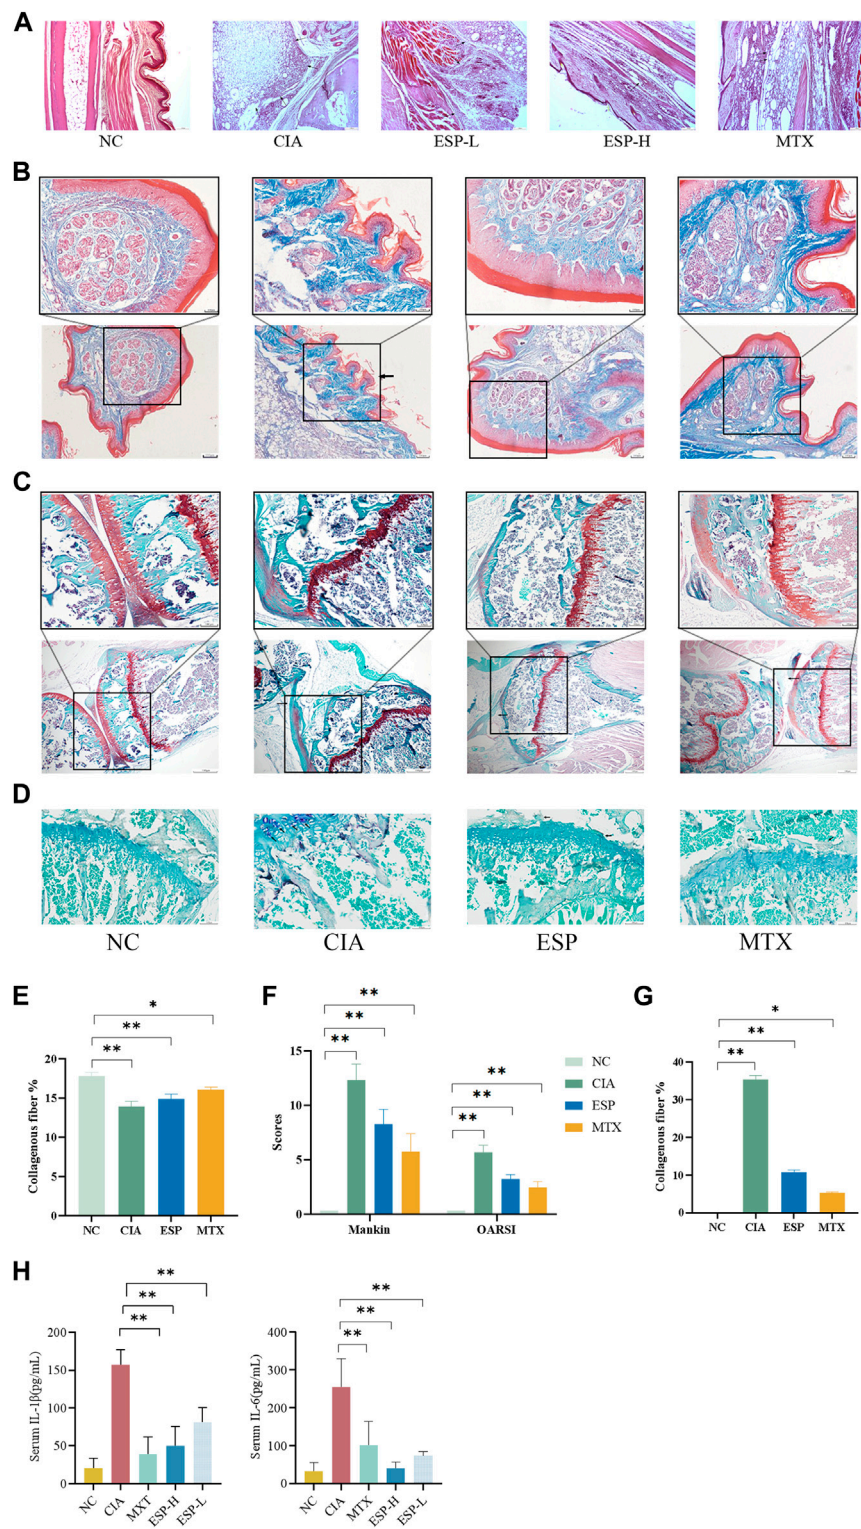 A
NC
CIA
ESP-L
ESP-H
MTX
B
C
D
NC
CIA
ESP
MTX
E
*
**
**
Collagenous fiber %
20
15
10
5
0
NC
CIA
ESP
MTX
F
**
**
**
**
**
**
Scores
15
10
5
0
Mankin
OARSI
NC
CIA
ESP
MTX
G
*
**
**
Collagenous fiber %
40
30
20
10
0
NC
CIA
ESP
MTX
H
**
**
**
Serum IL-1β(pg/mL)
200
150
100
50
0
NC
CIA
MXT
ESP-H
ESP-L
**
**
**
Serum IL-6(pg/mL)
400
300
200
100
0
NC
CIA
MTX
ESP-H
ESP-L